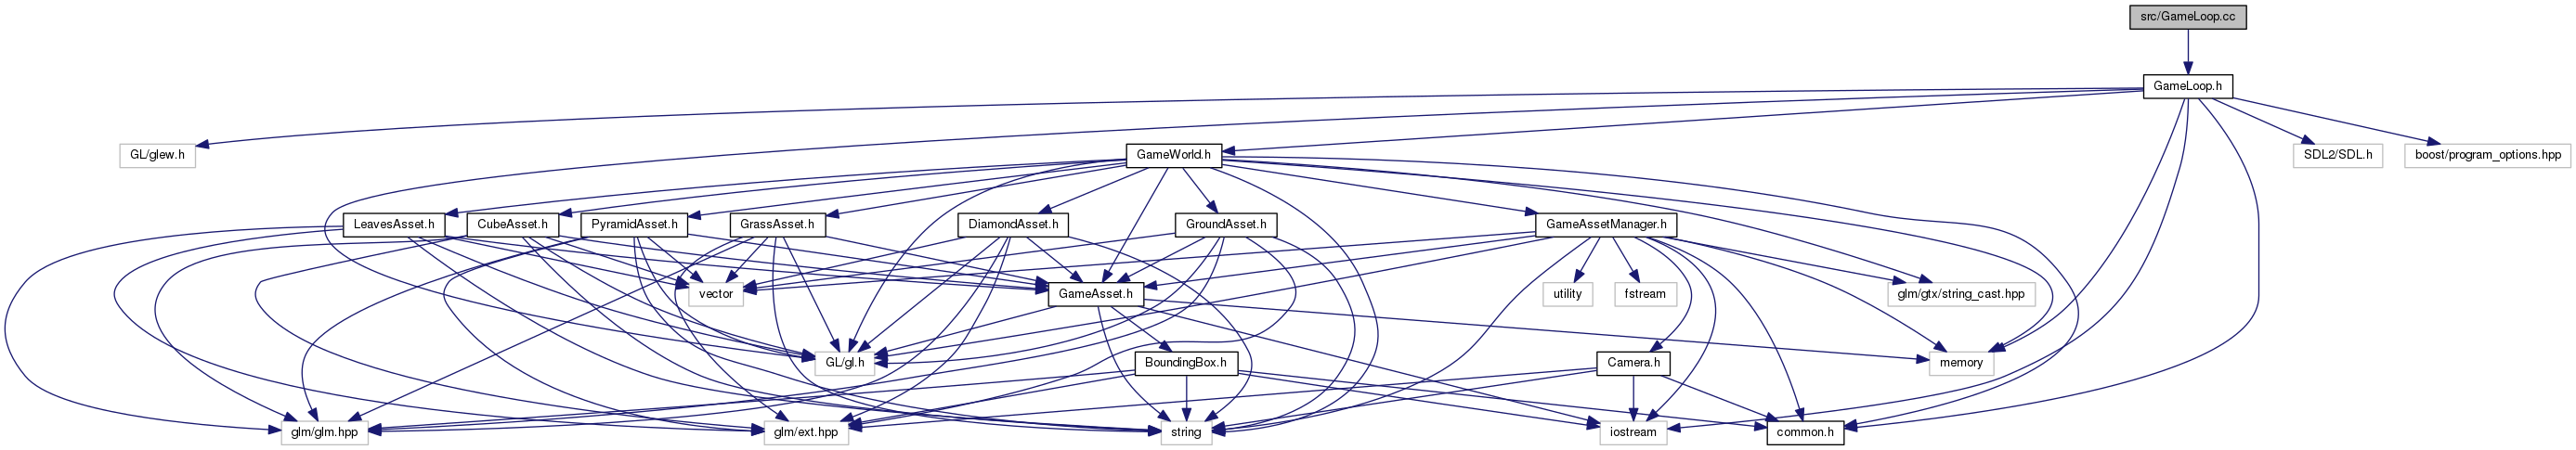 src/GameLoop.cc
GameLoop.h
GL/glew.h
GameWorld.h
SDL2/SDL.h
boost/program_options.hpp
LeavesAsset.h
CubeAsset.h
PyramidAsset.h
GrassAsset.h
DiamondAsset.h
GroundAsset.h
GameAssetManager.h
vector
GameAsset.h
utility
fstream
glm/gtx/string_cast.hpp
GL/gl.h
BoundingBox.h
Camera.h
memory
glm/glm.hpp
glm/ext.hpp
string
iostream
common.h